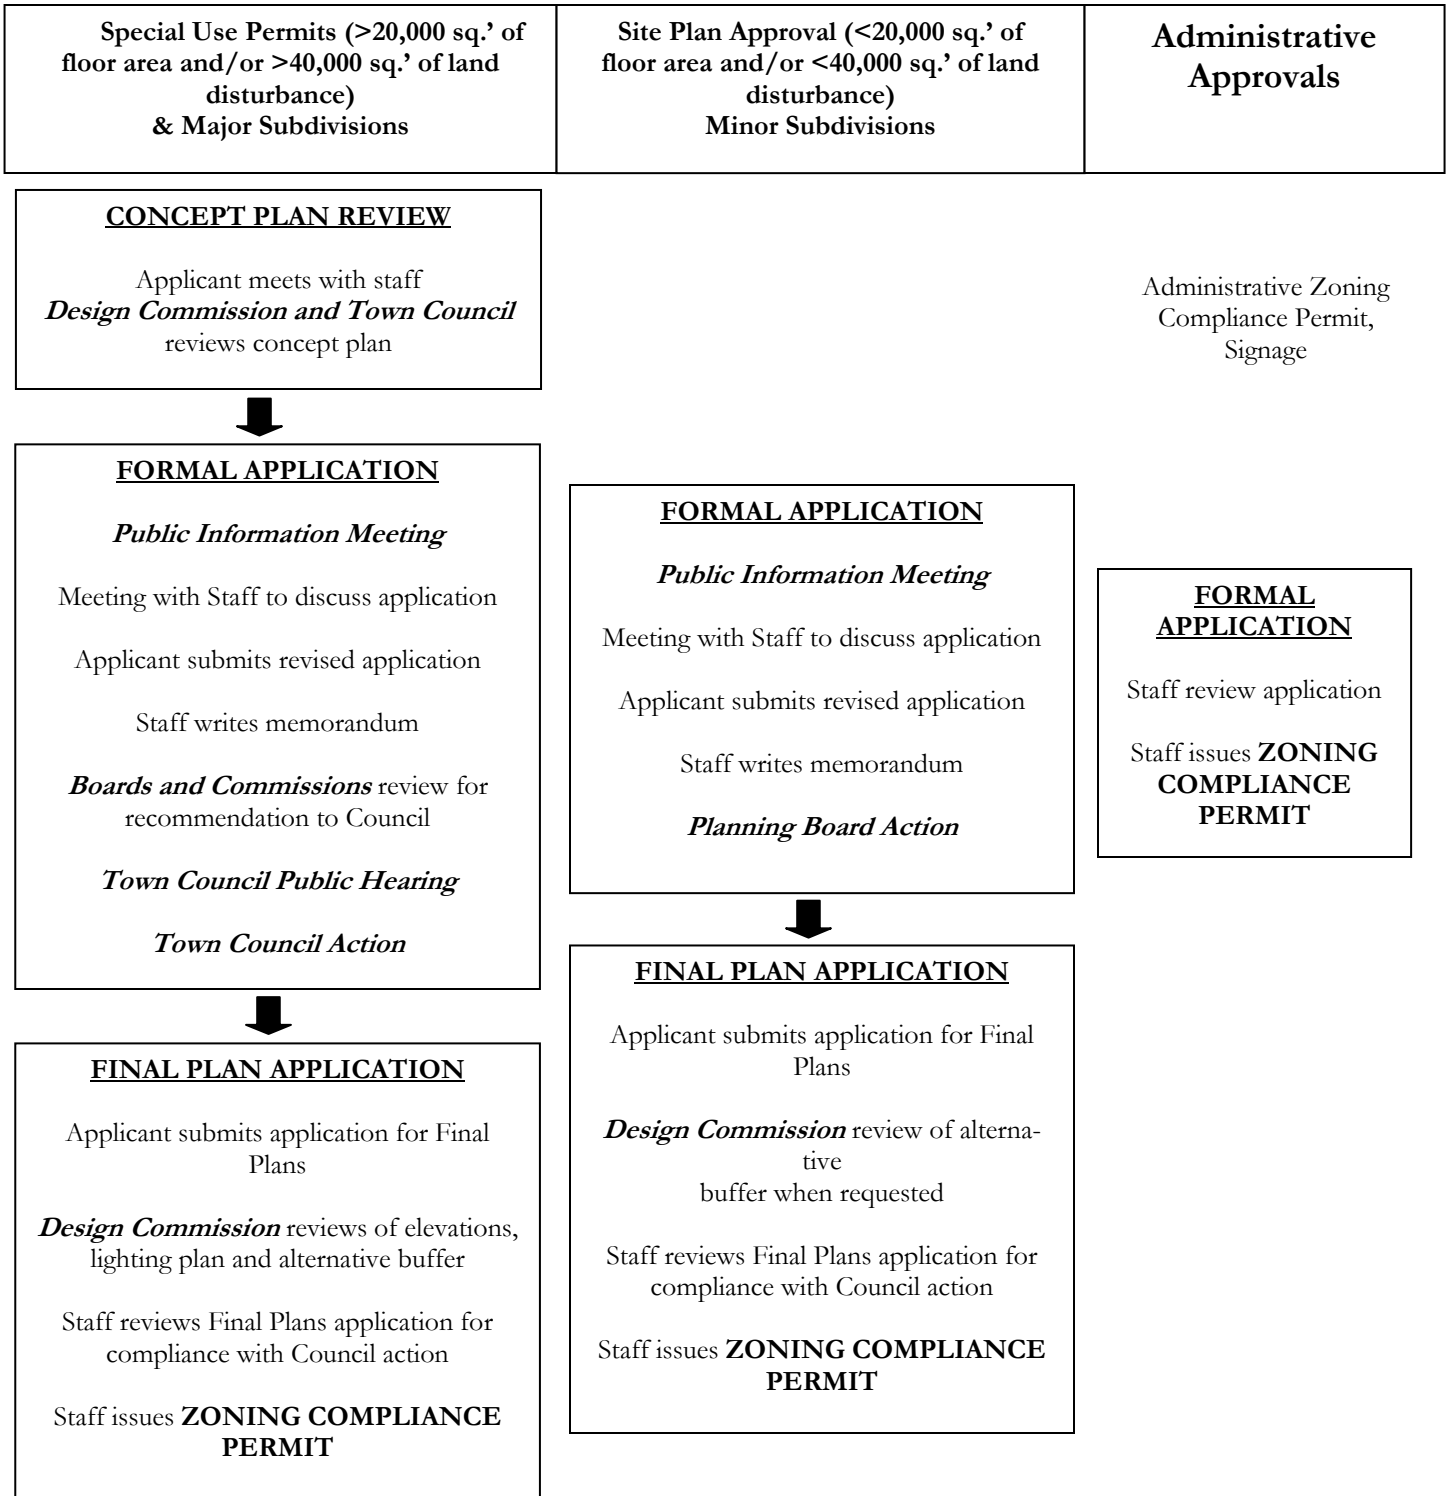 Special Use Permits (>20,000 sq.’ of
floor area and/or >40,000 sq.’ of land
disturbance)
& Major Subdivisions
Site Plan Approval (<20,000 sq.’ of
floor area and/or <40,000 sq.’ of land
disturbance)
Minor Subdivisions
Administrative
Approvals
CONCEPT PLAN REVIEW
Applicant meets with staff
Design Commission and Town Council
reviews concept plan
Administrative Zoning
Compliance Permit,
Signage
FORMAL APPLICATION
Public Information Meeting
Meeting with Staff to discuss application
Applicant submits revised application
Staff writes memorandum
Boards and Commissions review for
recommendation to Council
Town Council Public Hearing
Town Council Action
FORMAL APPLICATION
Public Information Meeting
Meeting with Staff to discuss application
Applicant submits revised application
Staff writes memorandum
Planning Board Action
FORMAL
APPLICATION
Staff review application
Staff issues ZONING
COMPLIANCE
PERMIT
FINAL PLAN APPLICATION
Applicant submits application for Final
Plans
Design Commission reviews of elevations,
lighting plan and alternative buffer
Staff reviews Final Plans application for
compliance with Council action
Staff issues ZONING COMPLIANCE
PERMIT
FINAL PLAN APPLICATION
Applicant submits application for Final
Plans
Design Commission review of alterna-
tive
buffer when requested
Staff reviews Final Plans application for
compliance with Council action
Staff issues ZONING COMPLIANCE
PERMIT